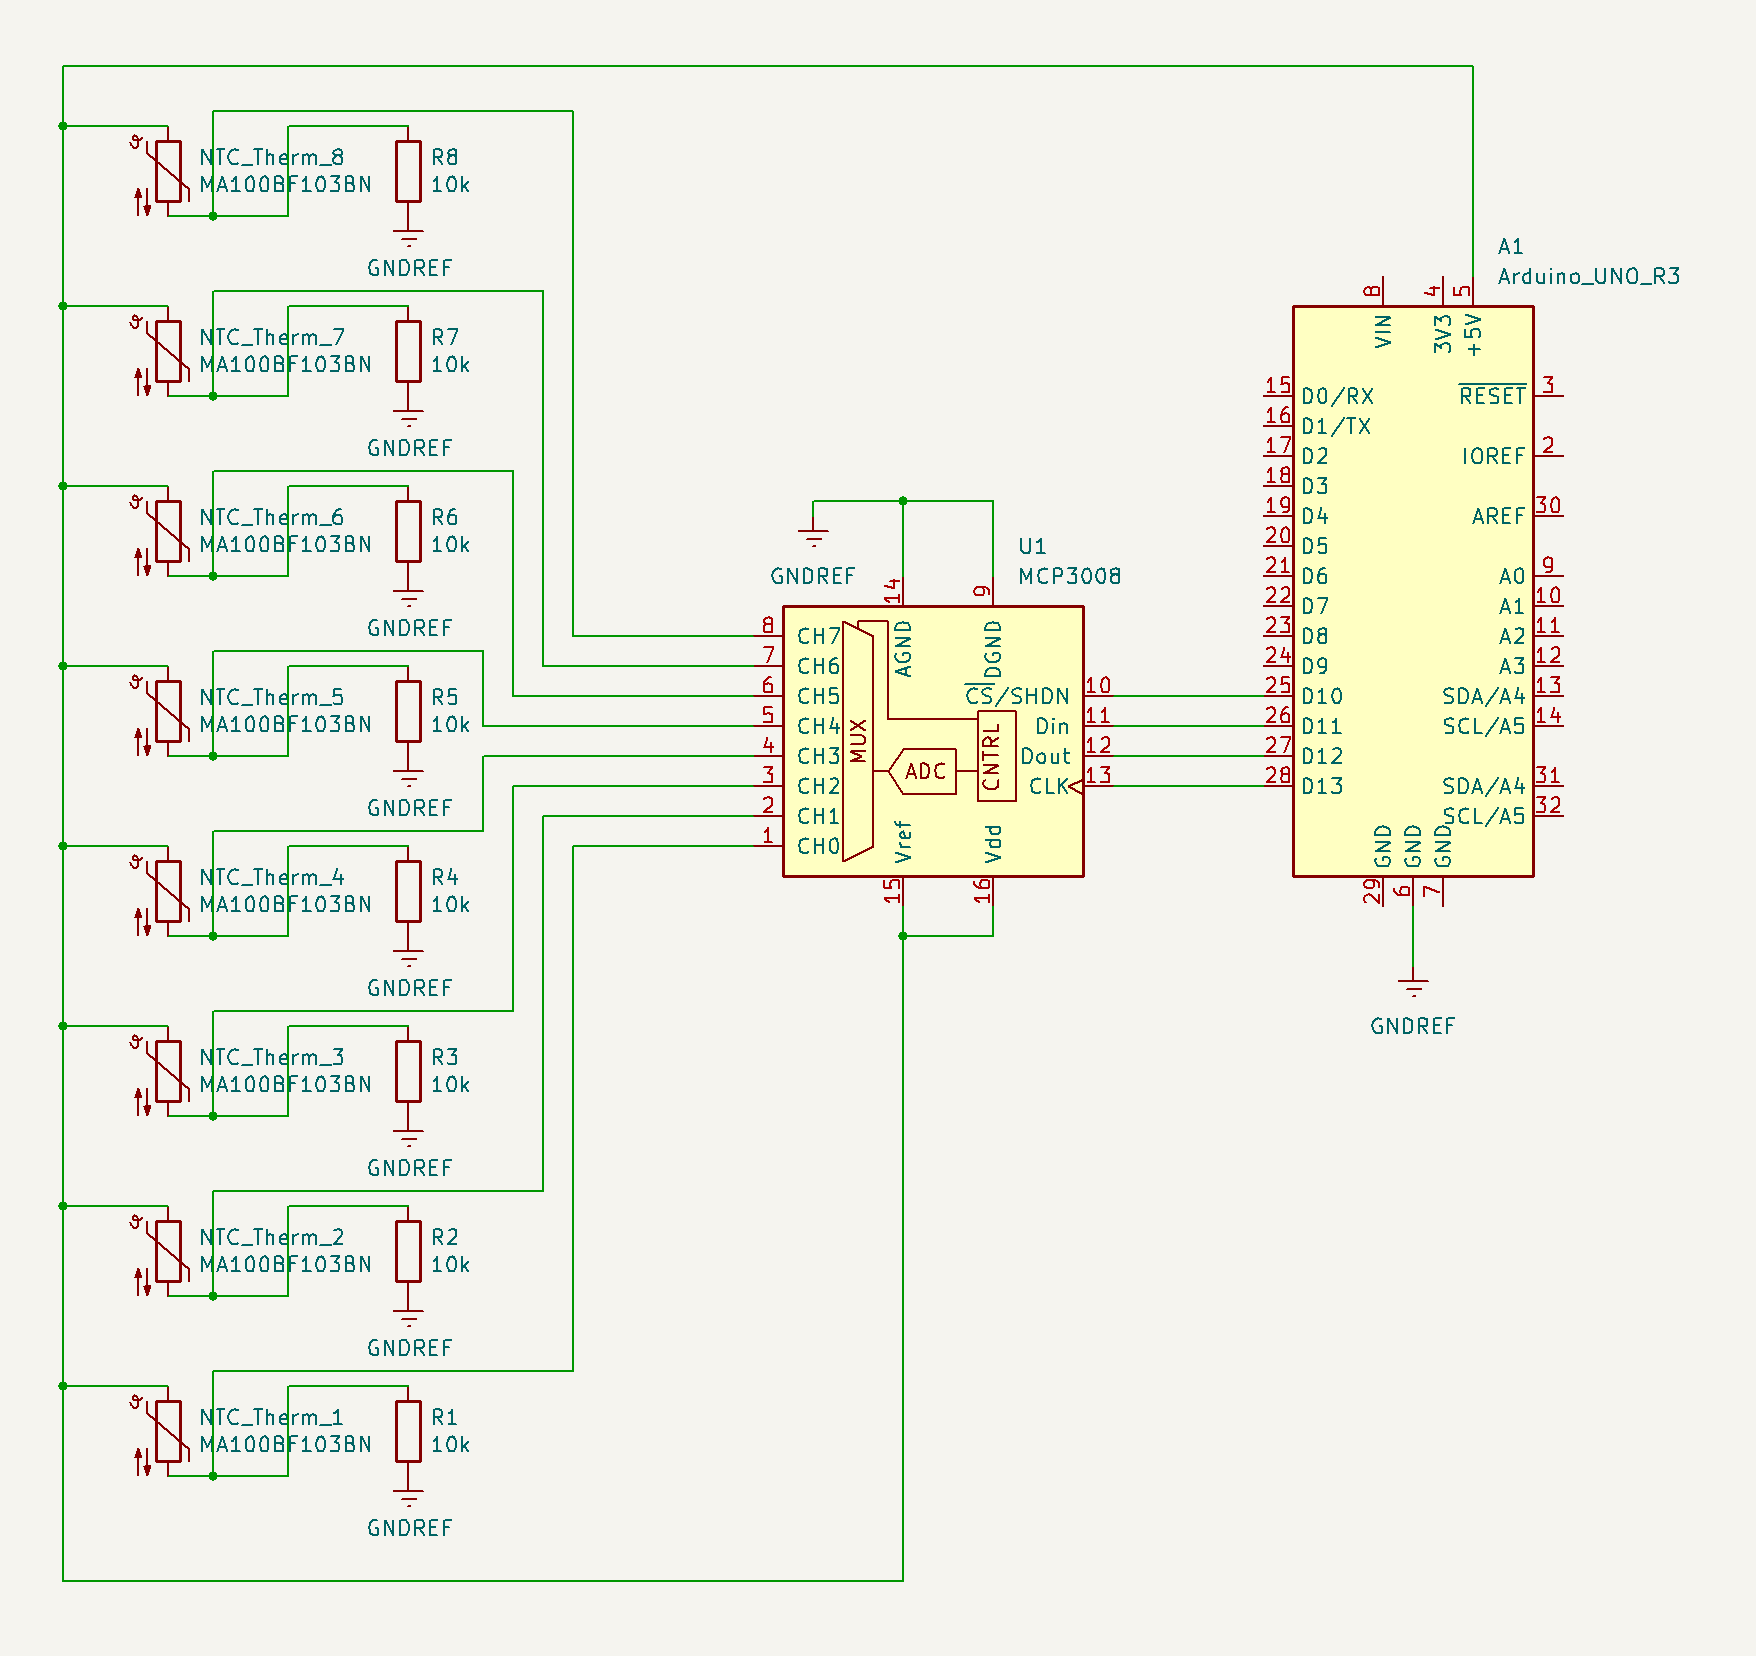 NTC_Therm_8
MA100BF103BN
R8
10k
GNDREF
NTC_Therm_7
MA100BF103BN
R7
10k
GNDREF
NTC_Therm_6
MA100BF103BN
R6
10k
GNDREF
NTC_Therm_5
MA100BF103BN
R5
10k
GNDREF
NTC_Therm_4
MA100BF103BN
R4
10k
GNDREF
NTC_Therm_3
MA100BF103BN
R3
10k
GNDREF
NTC_Therm_2
MA100BF103BN
R2
10k
GNDREF
NTC_Therm_1
MA100BF103BN
R1
10k
GNDREF
GNDREF
U1
MCP3008
14
9
AGND
DGND
8 CH7
7 CH6
6 CH5
5 CH4
4 CH3
3 CH2
2 CH1
1 CH0
MUX
ADC
CNTRL
CS/SHDN 10
Din 11
Dout 12
CLK 13
Vref
Vdd
15
16
A1
Arduino_UNO_R3
8
4
5
VIN
3V3
+5V
15 D0/RX
16 D1/TX
17 D2
18 D3
19 D4
20 D5
21 D6
22 D7
23 D8
24 D9
25 D10
26 D11
27 D12
28 D13
RESET 3
IOREF 2
AREF 30
A0 9
A1 10
A2 11
A3 12
SDA/A4 13
SCL/A5 14
SDA/A4 31
SCL/A5 32
GND
GND
GND
29
6
7
GNDREF